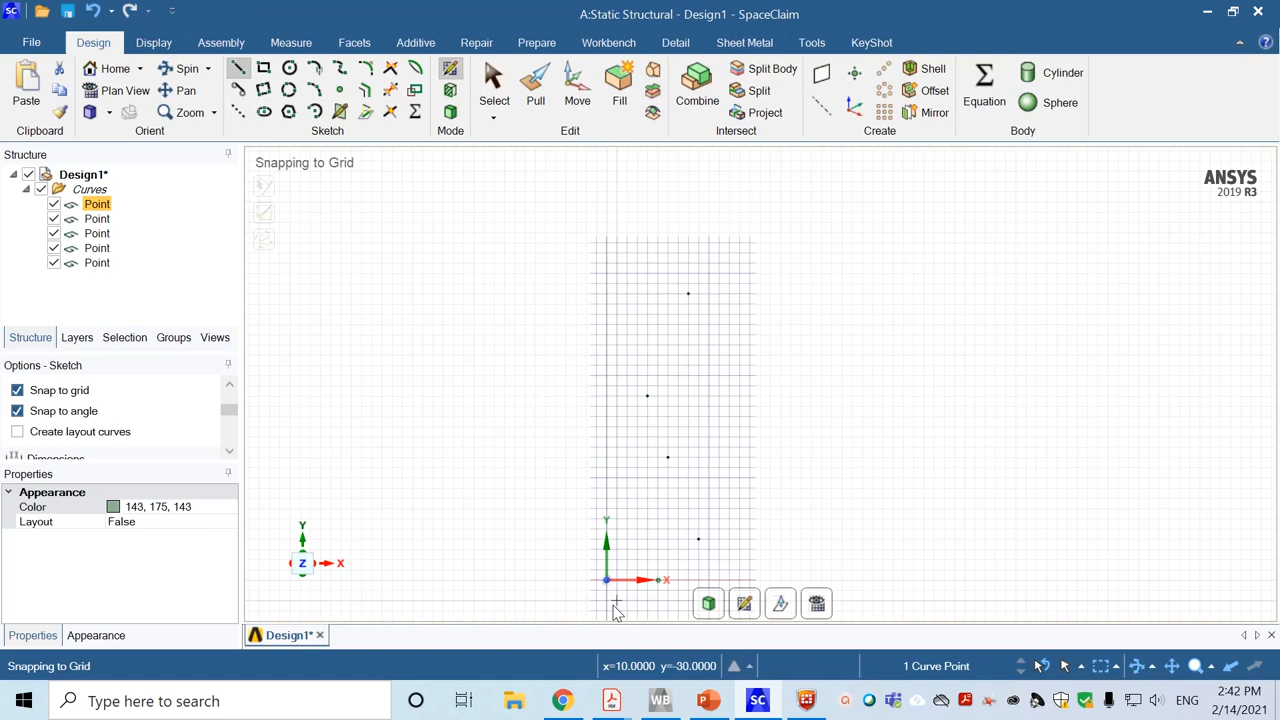 SC
A:Static Structural - Design1 - SpaceClaim
File Design Display Assembly Measure Facets Additive Repair Prepare Workbench Detail Sheet Metal Tools KeyShot
Home Spin Split Body Shell Cylinder
Plan View Pan Split Offset
Paste Select Pull Move Fill Combine Equation Sphere
Zoom Project Mirror
Clipboard Orient Sketch Mode Edit Intersect Create Body
Structure
Snapping to Grid
Design1*
ANSYS
2019 R3
Curves
Point
Point
Point
Point
Point
Structure Layers Selection Groups Views
Options - Sketch
Snap to grid
Snap to angle
Create layout curves
Dimensions
Properties
Appearance
Color 143, 175, 143
Layout False
Y
Y
Z X
X
Properties Appearance
Design1*
Snapping to Grid x=10.0000 y=-30.0000 1 Curve Point
Type here to search
WB
SC
ENG
2:42 PM
2/14/2021